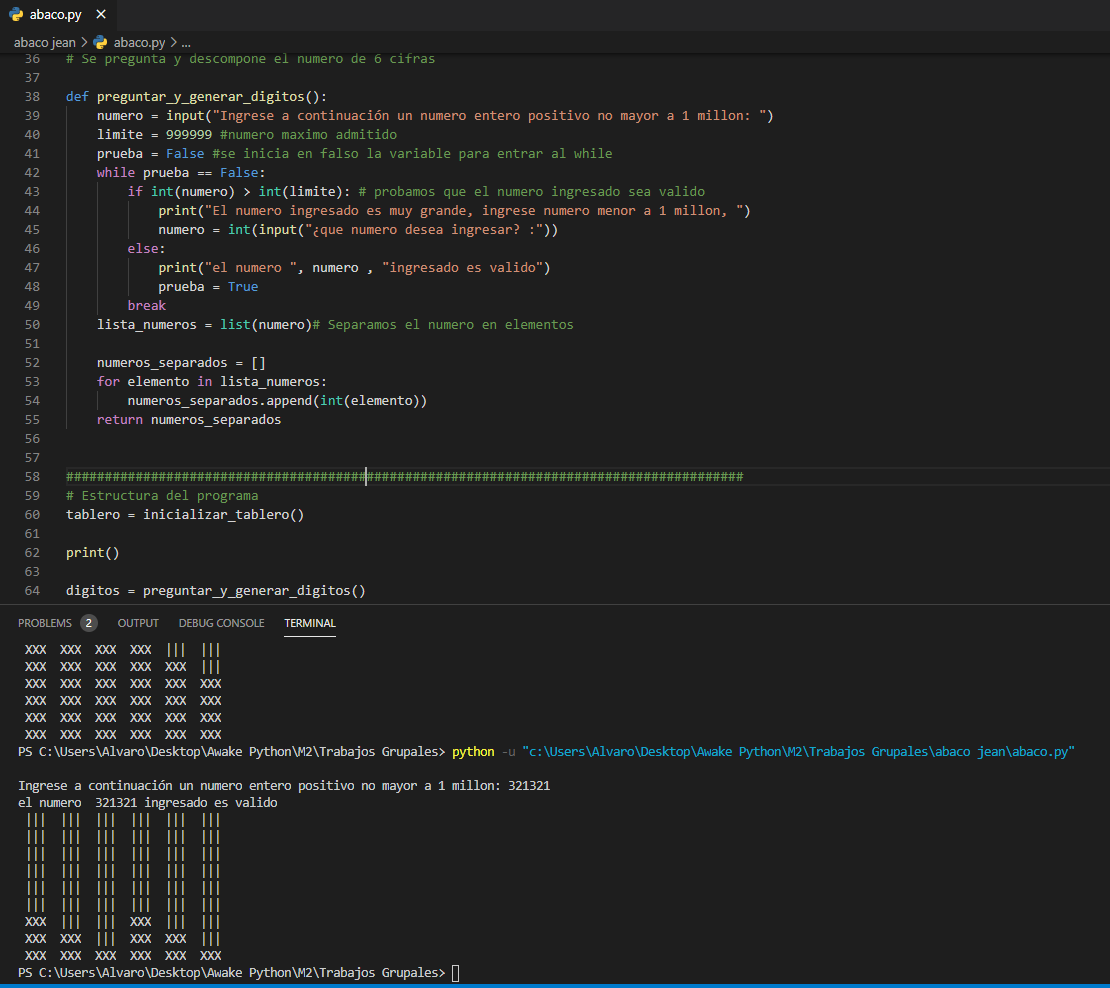 abaco.py ×
abaco jean > abaco.py > ...
36 # Se pregunta y descompone el numero de 6 cifras
37
38 def preguntar_y_generar_digitos():
39     numero = input("Ingrese a continuación un numero entero positivo no mayor a 1 millon: ")
40     limite = 999999 #numero maximo admitido
41     prueba = False #se inicia en falso la variable para entrar al while
42     while prueba == False:
43         if int(numero) > int(limite): # probamos que el numero ingresado sea valido
44             print("El numero ingresado es muy grande, ingrese numero menor a 1 millon, ")
45             numero = int(input("¿que numero desea ingresar? :"))
46         else:
47             print("el numero ", numero , "ingresado es valido")
48             prueba = True
49         break
50     lista_numeros = list(numero)# Separamos el numero en elementos
51
52     numeros_separados = []
53     for elemento in lista_numeros:
54         numeros_separados.append(int(elemento))
55     return numeros_separados
56
57
58 ########################################################################################
59 # Estructura del programa
60 tablero = inicializar_tablero()
61
62 print()
63
64 digitos = preguntar_y_generar_digitos()
PROBLEMS 2 OUTPUT DEBUG CONSOLE TERMINAL
XXX XXX XXX XXX ||| |||
XXX XXX XXX XXX XXX |||
XXX XXX XXX XXX XXX XXX
XXX XXX XXX XXX XXX XXX
XXX XXX XXX XXX XXX XXX
XXX XXX XXX XXX XXX XXX
PS C:\Users\Alvaro\Desktop\Awake Python\M2\Trabajos Grupales> python -u "c:\Users\Alvaro\Desktop\Awake Python\M2\Trabajos Grupales\abaco jean\abaco.py"
Ingrese a continuación un numero entero positivo no mayor a 1 millon: 321321
el numero  321321 ingresado es valido
||| ||| ||| ||| ||| |||
||| ||| ||| ||| ||| |||
||| ||| ||| ||| ||| |||
||| ||| ||| ||| ||| |||
||| ||| ||| ||| ||| |||
||| ||| ||| ||| ||| |||
XXX ||| ||| XXX ||| |||
XXX XXX ||| XXX XXX |||
XXX XXX XXX XXX XXX XXX
PS C:\Users\Alvaro\Desktop\Awake Python\M2\Trabajos Grupales>